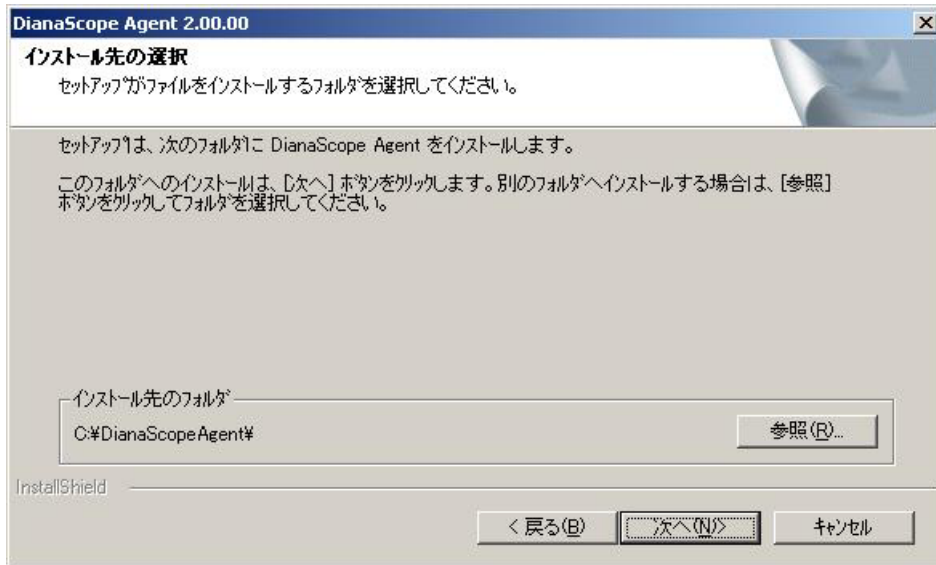 DianaScope Agent 2.00.00
インストール先の選択
セットアップがファイルをインストールするフォルダを選択してください。
セットアップは、次のフォルダに DianaScope Agent をインストールします。
このフォルダへのインストールは、[次へ] ボタンをクリックします。別のフォルダへインストールする場合は、[参照]
ボタンをクリックしてフォルダを選択してください。
インストール先のフォルダ
C:¥DianaScopeAgent¥
参照(R)...
InstallShield
< 戻る(B)
次へ(N)>
キャンセル